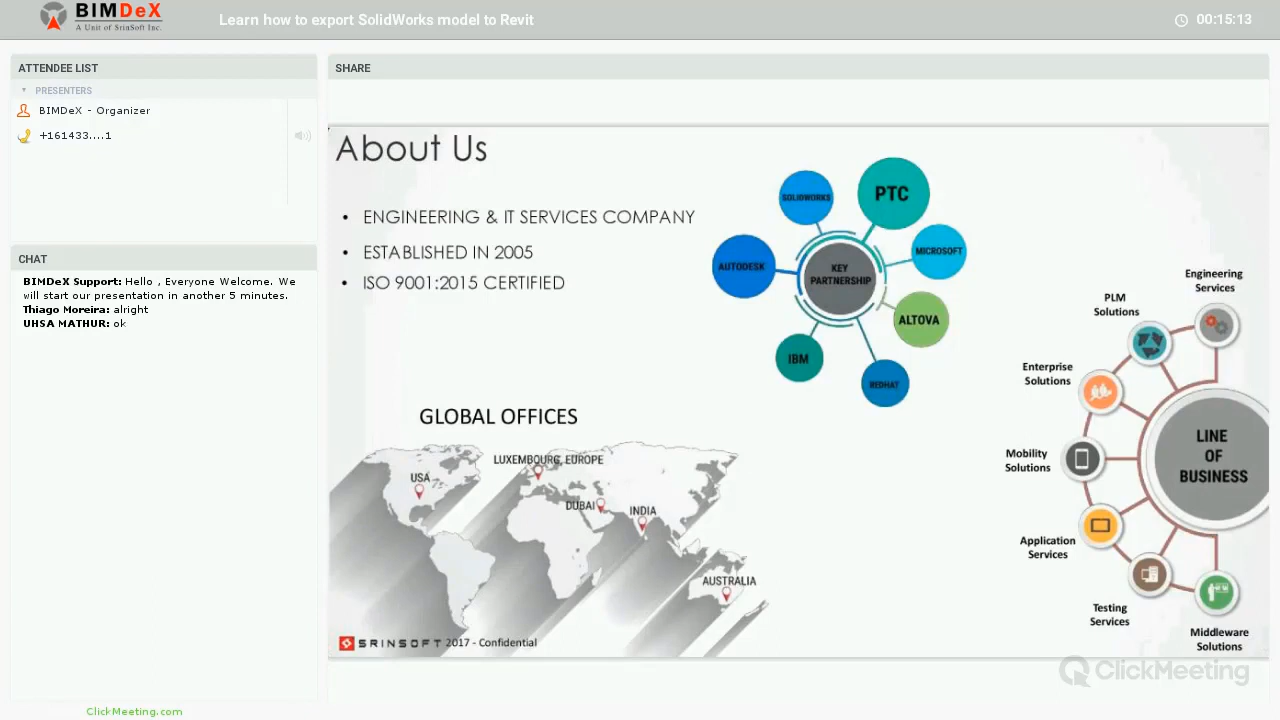 BIMDeX
A Unit of SrinSoft Inc.
Learn how to export SolidWorks model to Revit
00:15:13
ATTENDEE LIST
PRESENTERS
BIMDeX - Organizer
+161433....1
CHAT
BIMDeX Support: Hello , Everyone Welcome. We
will start our presentation in another 5 minutes.
Thiago Moreira: alright
UHSA MATHUR: ok
ClickMeeting.com
SHARE
About Us
• ENGINEERING & IT SERVICES COMPANY
• ESTABLISHED IN 2005
• ISO 9001:2015 CERTIFIED
SOLIDWORKS
PTC
AUTODESK
KEY
PARTNERSHIP
MICROSOFT
ALTOVA
IBM
REDHAT
GLOBAL OFFICES
USA
LUXEMBOURG, EUROPE
DUBAI
INDIA
AUSTRALIA
SRINSOFT 2017 - Confidential
Engineering
Services
PLM
Solutions
Enterprise
Solutions
Mobility
Solutions
Application
Services
Testing
Services
Middleware
Solutions
LINE
OF
BUSINESS
ClickMeeting